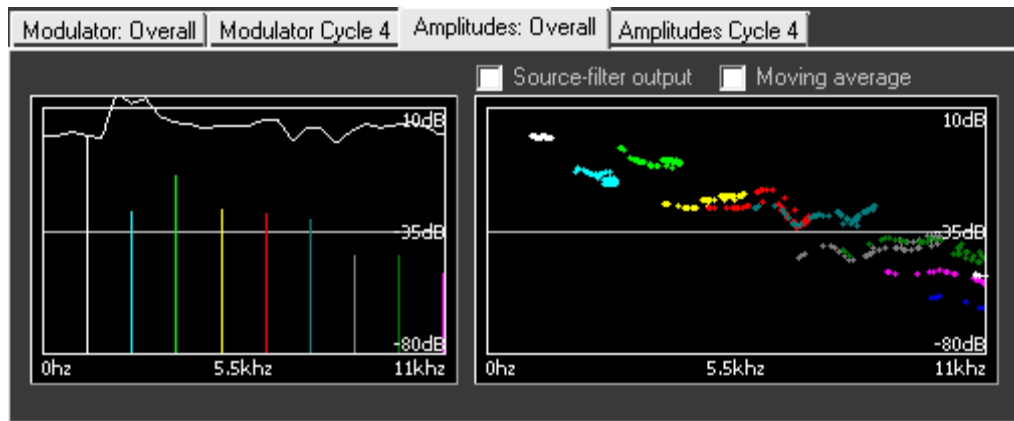 Modulator: Overall Modulator Cycle 4 Amplitudes: Overall Amplitudes Cycle 4
Source-filter output Moving average
10dB
-35dB
-80dB
0hz 5.5khz 11khz
10dB
-35dB
-80dB
0hz 5.5khz 11khz